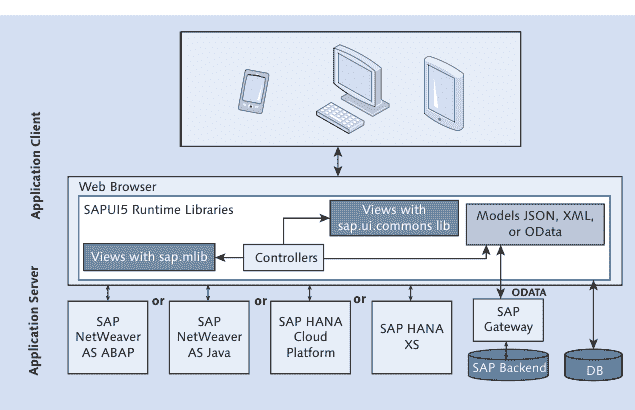 Application Client
Web Browser
SAPUI5 Runtime Libraries
Views with
sap.ui.commons lib
Models JSON, XML,
or OData
Views with sap.mlib
Controllers
Application Server
SAP
NetWeaver
AS ABAP
or
SAP
NetWeaver
AS Java
or
SAP HANA
Cloud
Platform
or
SAP HANA
XS
ODATA
SAP
Gateway
SAP Backend
DB